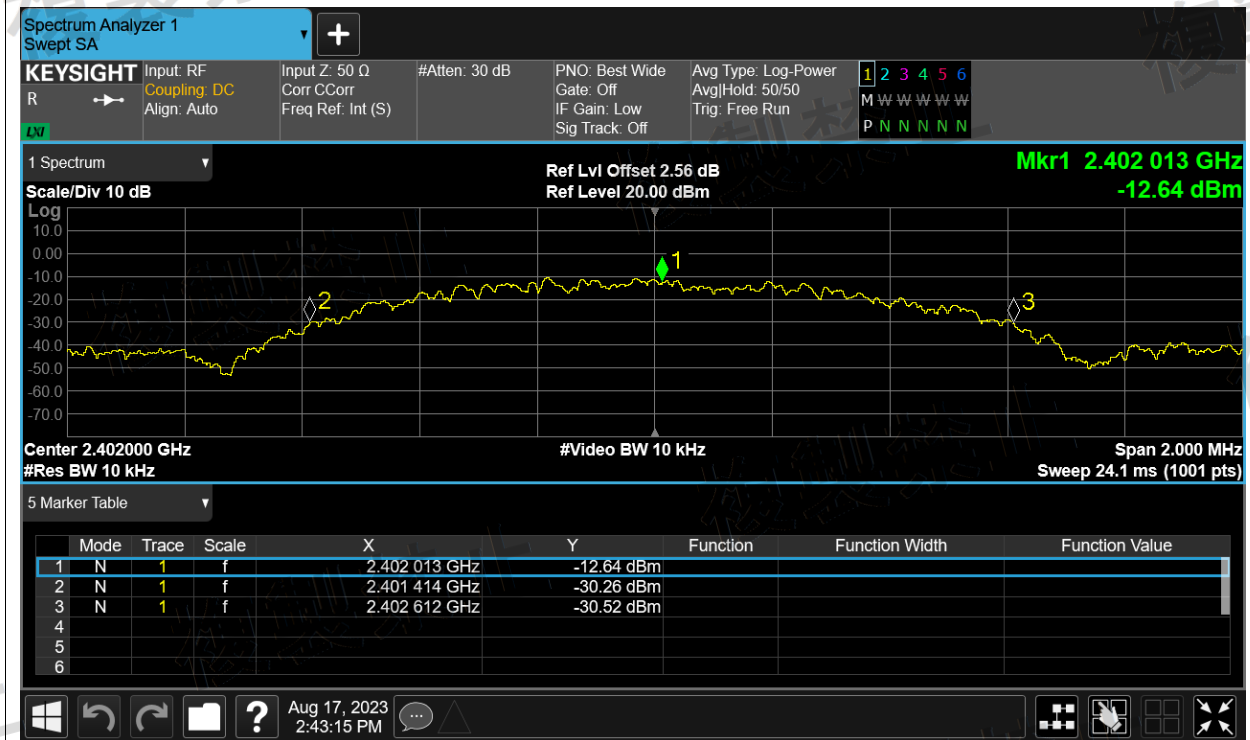 Spectrum Analyzer 1
Swept SA
+
KEYSIGHT
R
LXI
Input: RF
Coupling: DC
Align: Auto
Input Z: 50 Ω
Corr CCorr
Freq Ref: Int (S)
#Atten: 30 dB
PNO: Best Wide
Gate: Off
IF Gain: Low
Sig Track: Off
Avg Type: Log-Power
Avg|Hold: 50/50
Trig: Free Run
1 2 3 4 5 6
M W W W W W
P N N N N N
1 Spectrum
Scale/Div 10 dB
Ref Lvl Offset 2.56 dB
Ref Level 20.00 dBm
Mkr1 2.402 013 GHz
-12.64 dBm
Log
10.0
0.00
-10.0
-20.0
-30.0
-40.0
-50.0
-60.0
-70.0
1
2
3
Center 2.402000 GHz
#Res BW 10 kHz
#Video BW 10 kHz
Span 2.000 MHz
Sweep 24.1 ms (1001 pts)
5 Marker Table
Mode Trace Scale X Y Function Function Width Function Value
1 N 1 f 2.402 013 GHz -12.64 dBm
2 N 1 f 2.401 414 GHz -30.26 dBm
3 N 1 f 2.402 612 GHz -30.52 dBm
4
5
6
?
Aug 17, 2023
2:43:15 PM
複製禁止